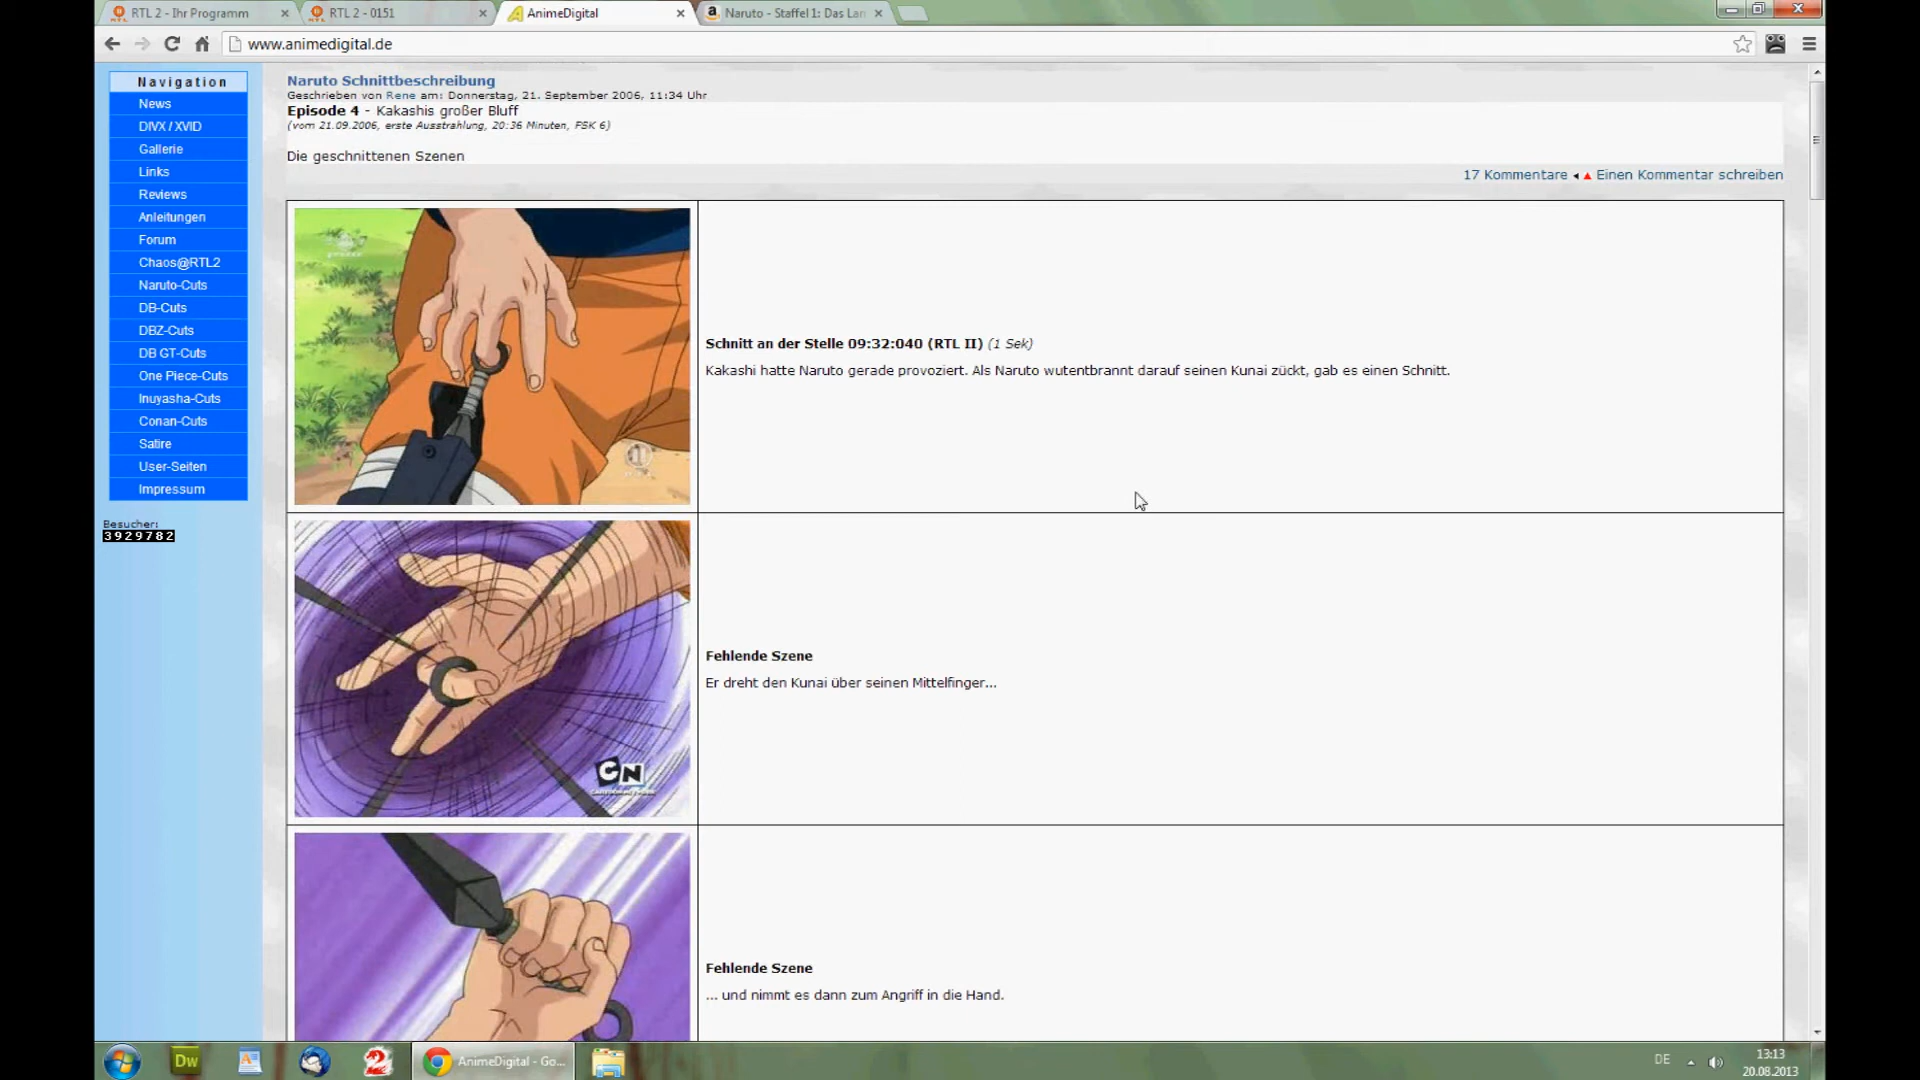 RTL 2 - Ihr Programm
RTL 2 - 0151
AnimeDigital
Naruto - Staffel 1: Das Lan
www.animedigital.de
Navigation
News
DIVX / XVID
Gallerie
Links
Reviews
Anleitungen
Forum
Chaos@RTL2
Naruto-Cuts
DB-Cuts
DBZ-Cuts
DB GT-Cuts
One Piece-Cuts
Inuyasha-Cuts
Conan-Cuts
Satire
User-Seiten
Impressum
Besucher:
3929782
Naruto Schnittbeschreibung
Geschrieben von Rene am: Donnerstag, 21. September 2006, 11:34 Uhr
Episode 4 - Kakashis großer Bluff
(vom 21.09.2006, erste Ausstrahlung, 20:36 Minuten, FSK 6)
Die geschnittenen Szenen
17 Kommentare Einen Kommentar schreiben
Schnitt an der Stelle 09:32:040 (RTL II) (1 Sek)
Kakashi hatte Naruto gerade provoziert. Als Naruto wutentbrannt darauf seinen Kunai zückt, gab es einen Schnitt.
CN
Fehlende Szene
Er dreht den Kunai über seinen Mittelfinger...
Fehlende Szene
... und nimmt es dann zum Angriff in die Hand.
Dw
AnimeDigital - Go...
DE
13:13
20.08.2013